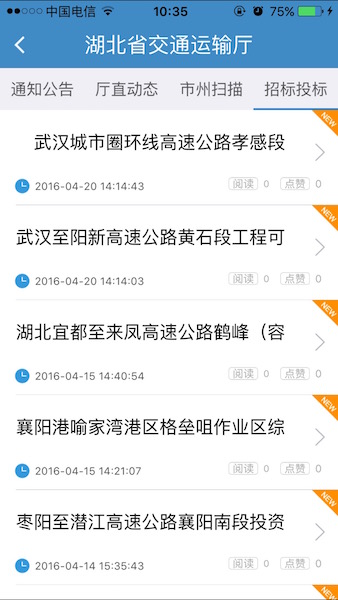 中国电信 10:35 75%
湖北省交通运输厅
通知公告 厅直动态 市州扫描 招标投标
NEW
武汉城市圈环线高速公路孝感段
2016-04-20 14:14:43 阅读 0 点赞 0
NEW
武汉至阳新高速公路黄石段工程可
2016-04-20 14:14:03 阅读 0 点赞 0
NEW
湖北宜都至来凤高速公路鹤峰（容
2016-04-15 14:40:54 阅读 0 点赞 0
NEW
襄阳港喻家湾港区格垒咀作业区综
2016-04-15 14:21:07 阅读 0 点赞 0
NEW
枣阳至潜江高速公路襄阳南段投资
2016-04-14 15:35:43 阅读 0 点赞 0